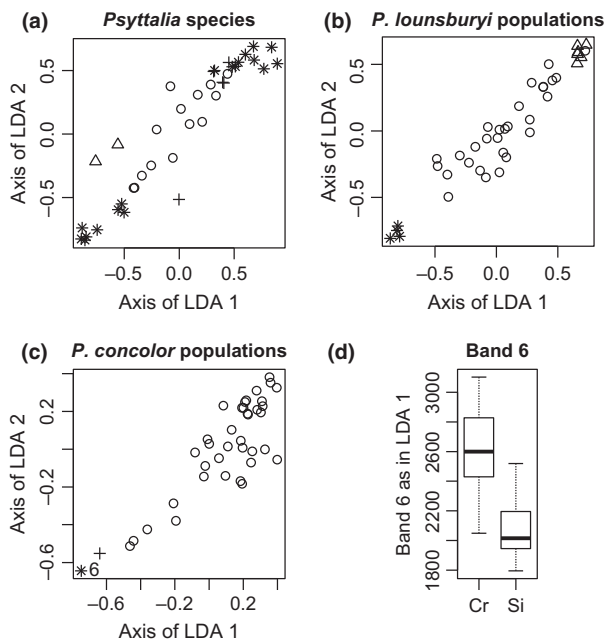 (a) Psyttalia species
Axis of LDA 2
0.5
0.0
−0.5
−0.5 0.0 0.5
Axis of LDA 1
(b) P. lounsburyi populations
Axis of LDA 2
0.5
0.0
−0.5
−0.5 0.0 0.5
Axis of LDA 1
(c) P. concolor populations
Axis of LDA 2
0.2
−0.2
−0.6
6
−0.6 −0.2 0.2
Axis of LDA 1
(d) Band 6
Band 6 as in LDA 1
3000
2600
2200
1800
Cr Si